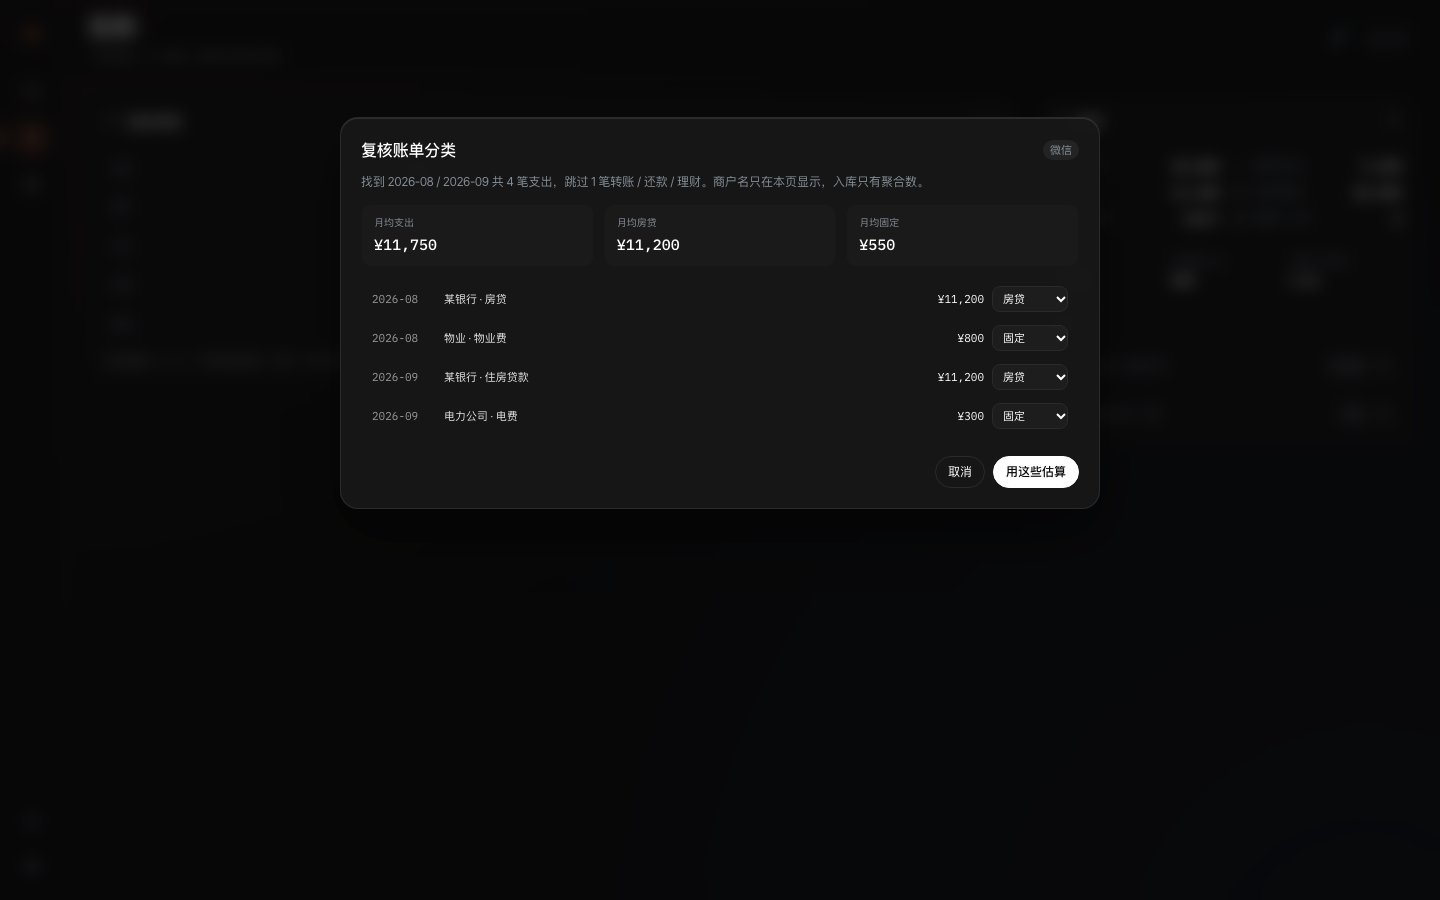 复核账单分类
微信
找到 2026-08 / 2026-09 共 4 笔支出，跳过 1 笔转账 / 还款 / 理财。商户名只在本页显示，入库只有聚合数。
月均支出 月均房贷 月均固定
¥11,750 ¥11,200 ¥550
2026-08 某银行 · 房贷 ¥11,200 房贷
2026-08 物业 · 物业费 ¥800 固定
2026-09 某银行 · 住房贷款 ¥11,200 房贷
2026-09 电力公司 · 电费 ¥300 固定
取消 用这些估算